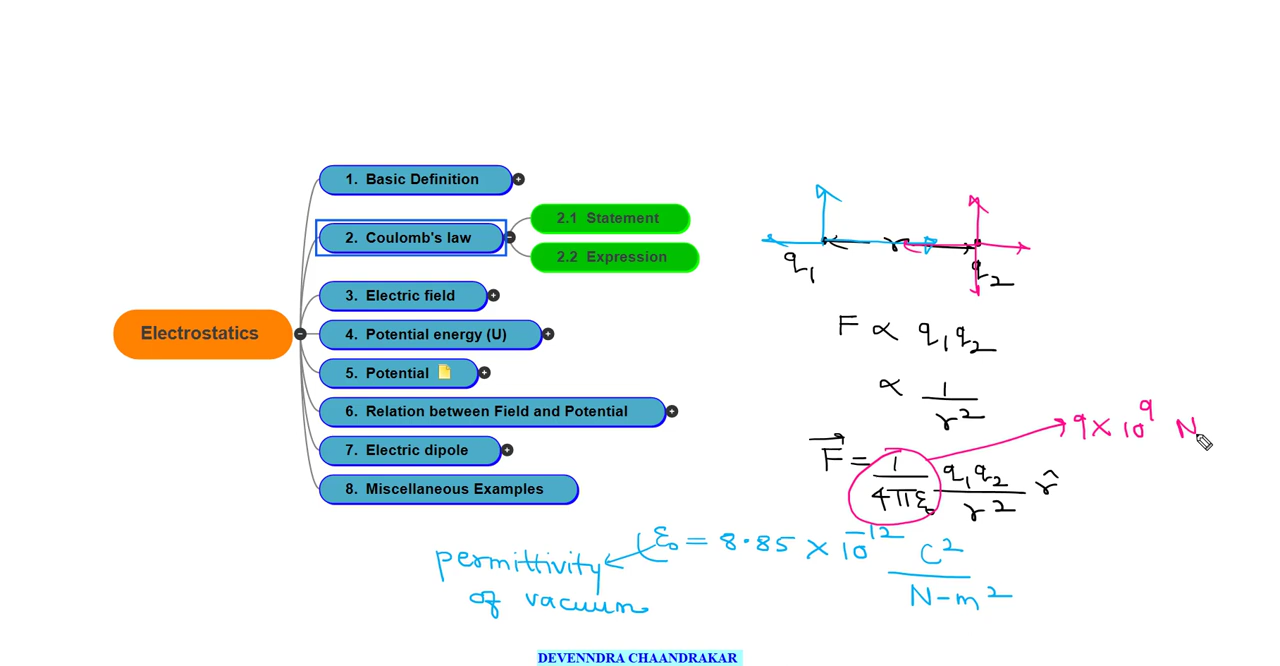 1. Basic Definition
2. Coulomb's law
2.1 Statement
2.2 Expression
3. Electric field
Electrostatics
4. Potential energy (U)
5. Potential
6. Relation between Field and Potential
7. Electric dipole
8. Miscellaneous Examples
r
q₁
q₂
F ∝ q₁q₂
∝ 1/r²
F⃗ = 1/4πε₀ q₁q₂/r² r̂
9 × 10⁹ N
ε₀ = 8.85 × 10⁻¹² C²/N-m²
permittivity
of vacuum
DEVENNDRA CHAANDRAKAR